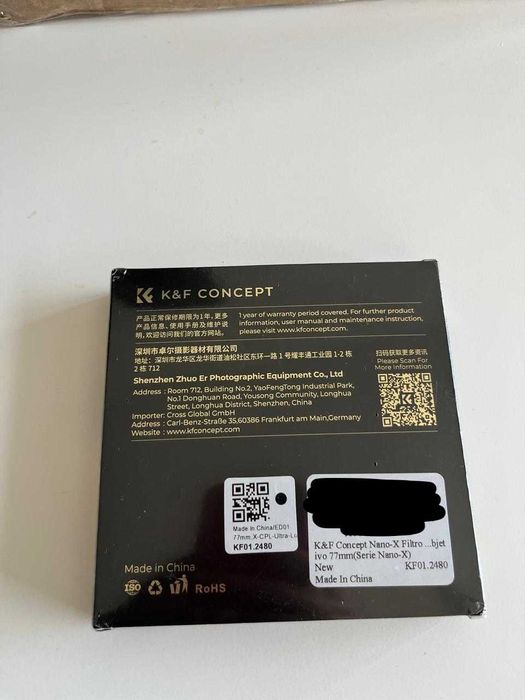 K&F CONCEPT
产品正常保修期限为1年,更多
产品信息、使用手册及维护说
明,欢迎访问我们的官方网站。
1 year of warranty period covered. For further product
information, user manual and maintenance instruction,
please visit www.kfconcept.com.
深圳市卓尔摄影器材有限公司
地址:深圳市龙华区龙华街道油松社区东环一路1号耀丰通工业园1-2栋
2栋 712
Shenzhen Zhuo Er Photographic Equipment Co., Ltd
Address : Room 712, Building No.2, YaoFengTong Industrial Park,
No.1 Donghuan Road, Yousong Community, Longhua
Street, Longhua District, Shenzhen, China
Importer: Cross Global GmbH
Address : Carl-Benz-Straße 35,60386 Frankfurt am Main,Germany
Website : www.kfconcept.com
扫码获取更多资讯
Please Scan For
More Information
Made In China/ED01
77mm,X-CPL-Ultra-Lu
KF01.2480
K&F Concept Nano-X Filtro ...bjet
ivo 77mm(Serie Nano-X)
New KF01.2480
Made In China
Made in China
ISO RoHS